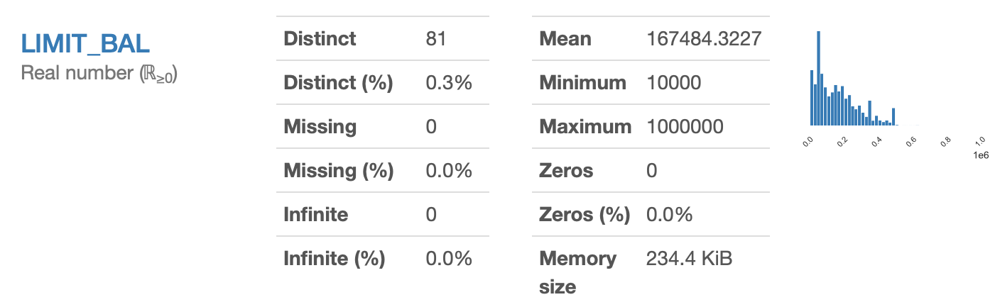 LIMIT_BAL
Real number (ℝ≥0)
Distinct 81
Distinct (%) 0.3%
Missing 0
Missing (%) 0.0%
Infinite 0
Infinite (%) 0.0%
Mean 167484.3227
Minimum 10000
Maximum 1000000
Zeros 0
Zeros (%) 0.0%
Memory size 234.4 KiB
0.0 0.2 0.4 0.6 0.8 1.0
1e6